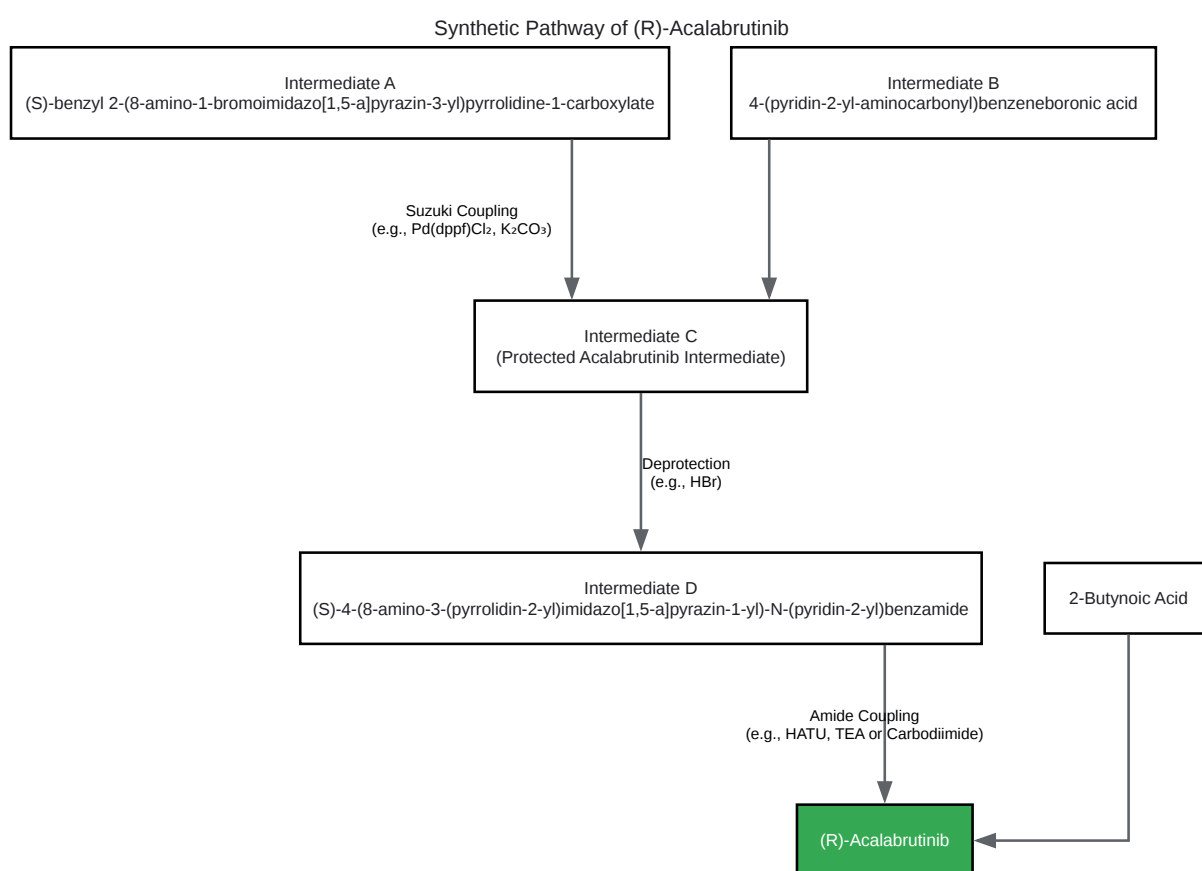 Synthetic Pathway of (R)-Acalabrutinib
Intermediate A
(S)-benzyl 2-(8-amino-1-bromoimidazo[1,5-a]pyrazin-3-yl)pyrrolidine-1-carboxylate
Intermediate B
4-(pyridin-2-yl-aminocarbonyl)benzeneboronic acid
Suzuki Coupling
(e.g., Pd(dppf)Cl₂, K₂CO₃)
Intermediate C
(Protected Acalabrutinib Intermediate)
Deprotection
(e.g., HBr)
Intermediate D
(S)-4-(8-amino-3-(pyrrolidin-2-yl)imidazo[1,5-a]pyrazin-1-yl)-N-(pyridin-2-yl)benzamide
2-Butynoic Acid
Amide Coupling
(e.g., HATU, TEA or Carbodiimide)
(R)-Acalabrutinib